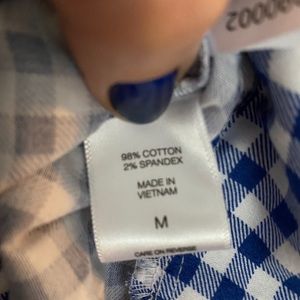 98% COTTON
2% SPANDEX
MADE IN
VIETNAM
M
CARE ON REVERSE